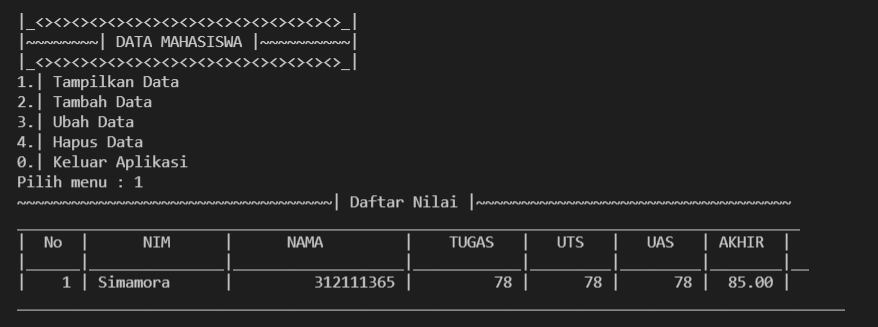 |_<><><><><><><><><><><><><><><><><>_|
|~~~~~~~~| DATA MAHASISWA |~~~~~~~~~~|
|_<><><><><><><><><><><><><><><><><>_|
1.| Tampilkan Data
2.| Tambah Data
3.| Ubah Data
4.| Hapus Data
0.| Keluar Aplikasi
Pilih menu : 1
~~~~~~~~~~~~~~~~~~~~~~~~~~~~~~~~~~~| Daftar Nilai |~~~~~~~~~~~~~~~~~~~~~~~~~~~~~~~~~~~
| No | NIM | NAMA | TUGAS | UTS | UAS | AKHIR |
| 1 | Simamora | 312111365 | 78 | 78 | 78 | 85.00 |